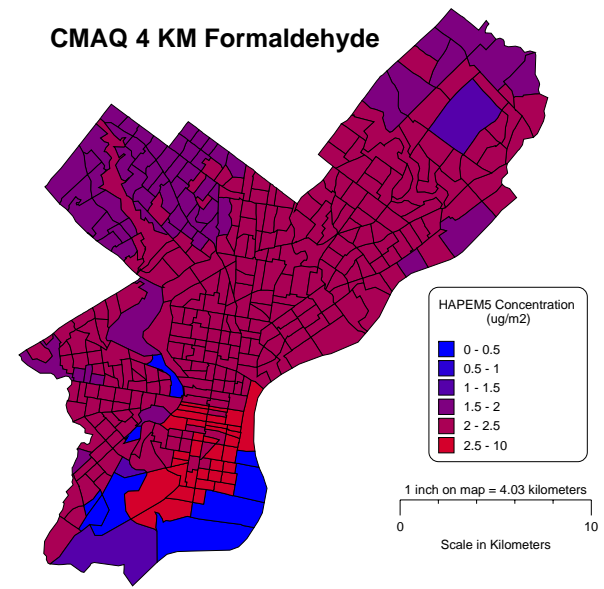 CMAQ 4 KM Formaldehyde
HAPEM5 Concentration
(ug/m2)
0 - 0.5
0.5 - 1
1 - 1.5
1.5 - 2
2 - 2.5
2.5 - 10
1 inch on map = 4.03 kilometers
0 10
Scale in Kilometers